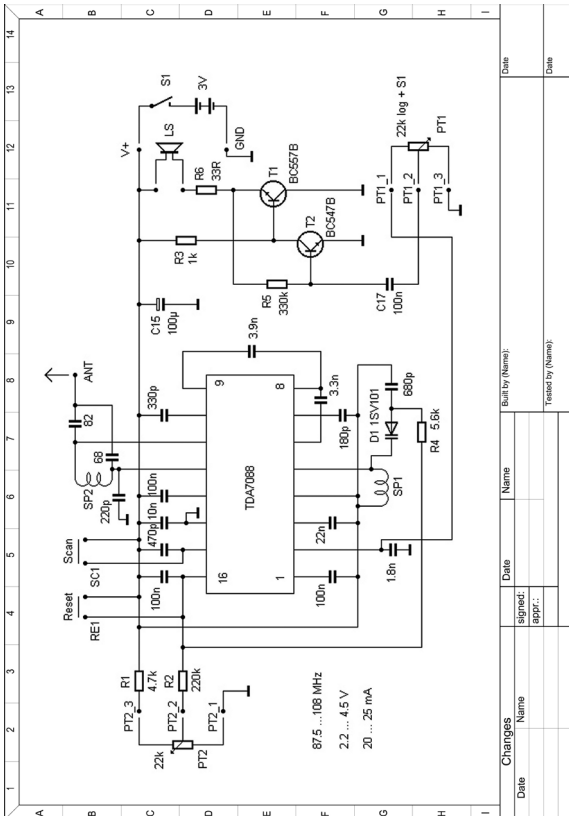 1 2 3 4 5 6 7 8 9 10 11 12 13 14
A
B
C
D
E
F
G
H
I
A
B
C
D
E
F
G
H
I
Reset
RE1
Scan
SC1
SP2
68
82
ANT
220p
100n
470p
10n
100n
330p
C15
100µ
V+
LS
S1
3V
GND
R1
4.7k
R2
220k
PT2_3
PT2_2
PT2_1
22k
PT2
R3
1k
R6
33R
T1
BC557B
T2
BC547B
R5
330k
C17
100n
16
9
1
8
TDA7088
3.9n
3.3n
100n
22n
180p
1.8n
SP1
D1 1SV101
680p
R4
5.6k
PT1_1
PT1_2
PT1_3
22k log + S1
PT1
87.5 ...108 MHz
2.2 ... 4.5 V
20 ... 25 mA
Changes
Date
Name
signed:
appr.:
Date
Name
Built by (Name):
Tested by (Name):
Date
Date